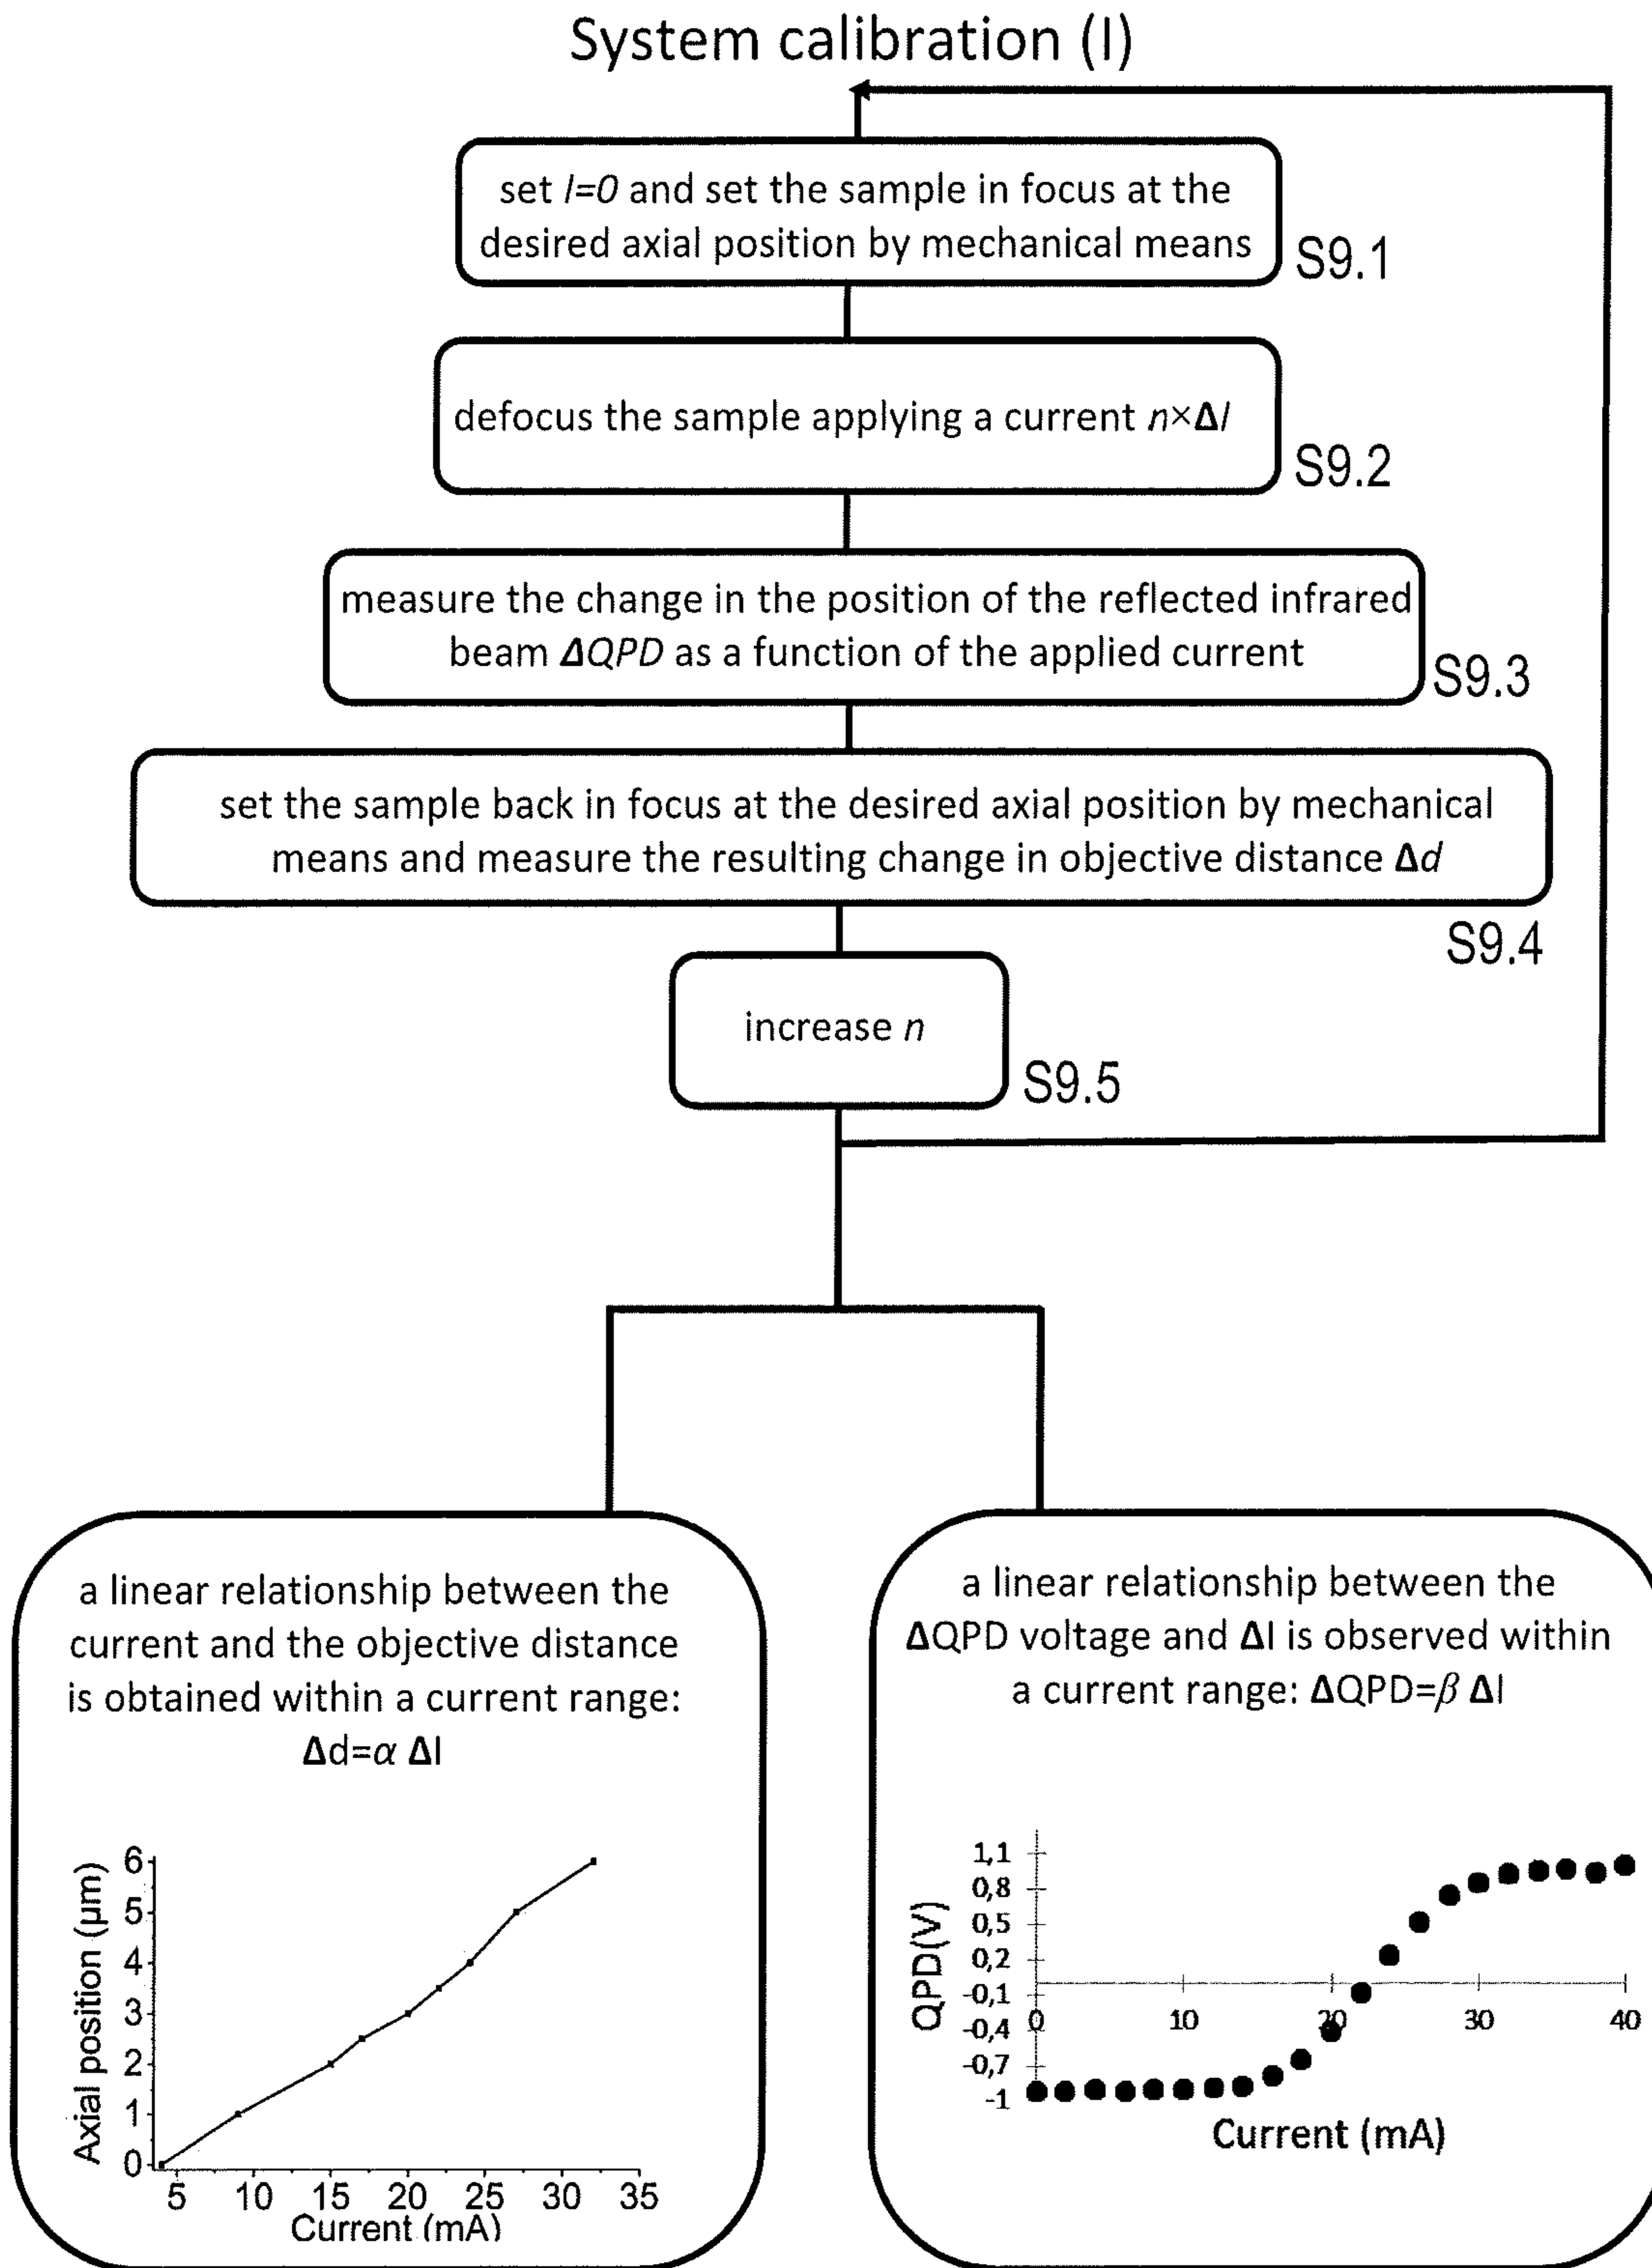 System calibration (I)
set I=0 and set the sample in focus at the
desired axial position by mechanical means
S9.1
defocus the sample applying a current n×ΔI
S9.2
measure the change in the position of the reflected infrared
beam ΔQPD as a function of the applied current
S9.3
set the sample back in focus at the desired axial position by mechanical
means and measure the resulting change in objective distance Δd
S9.4
increase n
S9.5
a linear relationship between the
current and the objective distance
is obtained within a current range:
Δd=α ΔI
Axial position (µm)
6
5
4
3
2
1
0
5 10 15 20 25 30 35
Current (mA)
a linear relationship between the
ΔQPD voltage and ΔI is observed within
a current range: ΔQPD=β ΔI
QPD(V)
1,1
0,8
0,5
0,2
-0,1
-0,4
-0,7
-1
0 10 20 30 40
Current (mA)